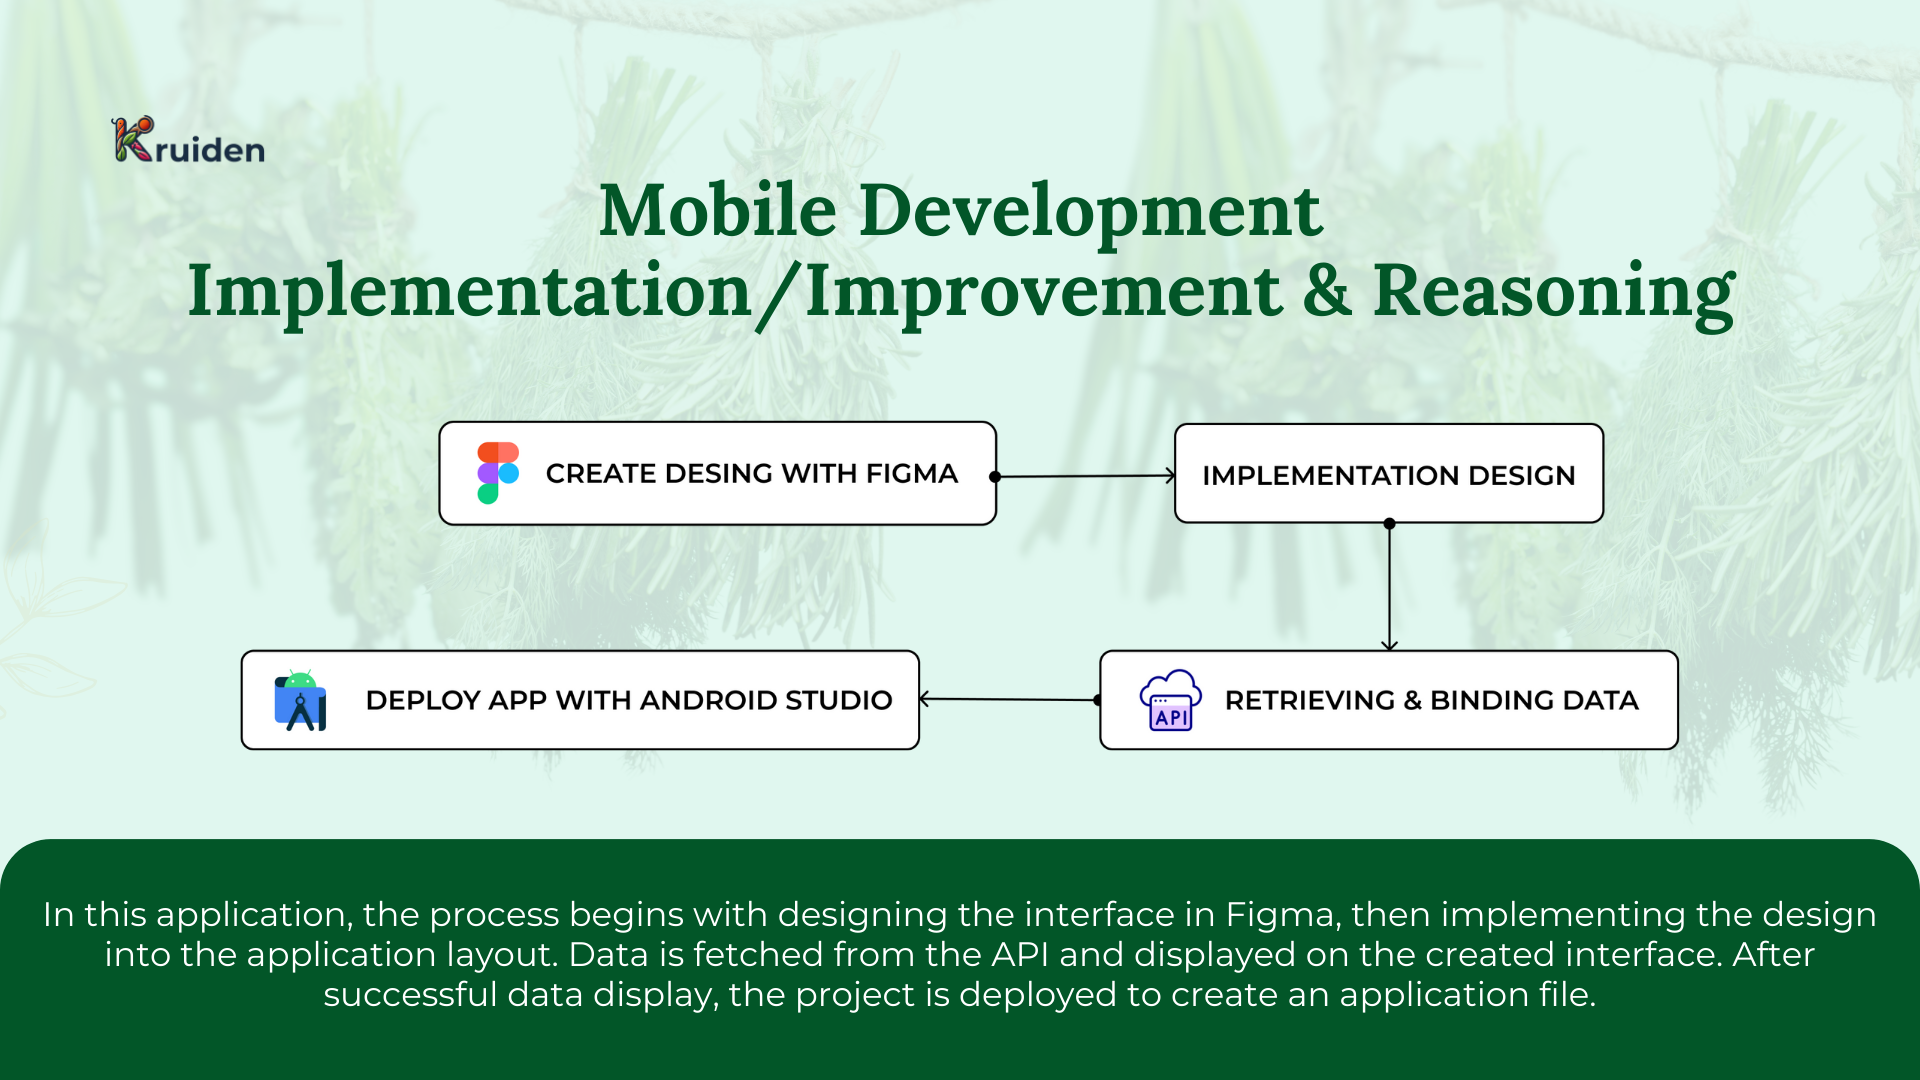 Kruiden
Mobile Development
Implementation/Improvement & Reasoning
CREATE DESING WITH FIGMA
IMPLEMENTATION DESIGN
DEPLOY APP WITH ANDROID STUDIO
API
RETRIEVING & BINDING DATA
In this application, the process begins with designing the interface in Figma, then implementing the design
into the application layout. Data is fetched from the API and displayed on the created interface. After
successful data display, the project is deployed to create an application file.